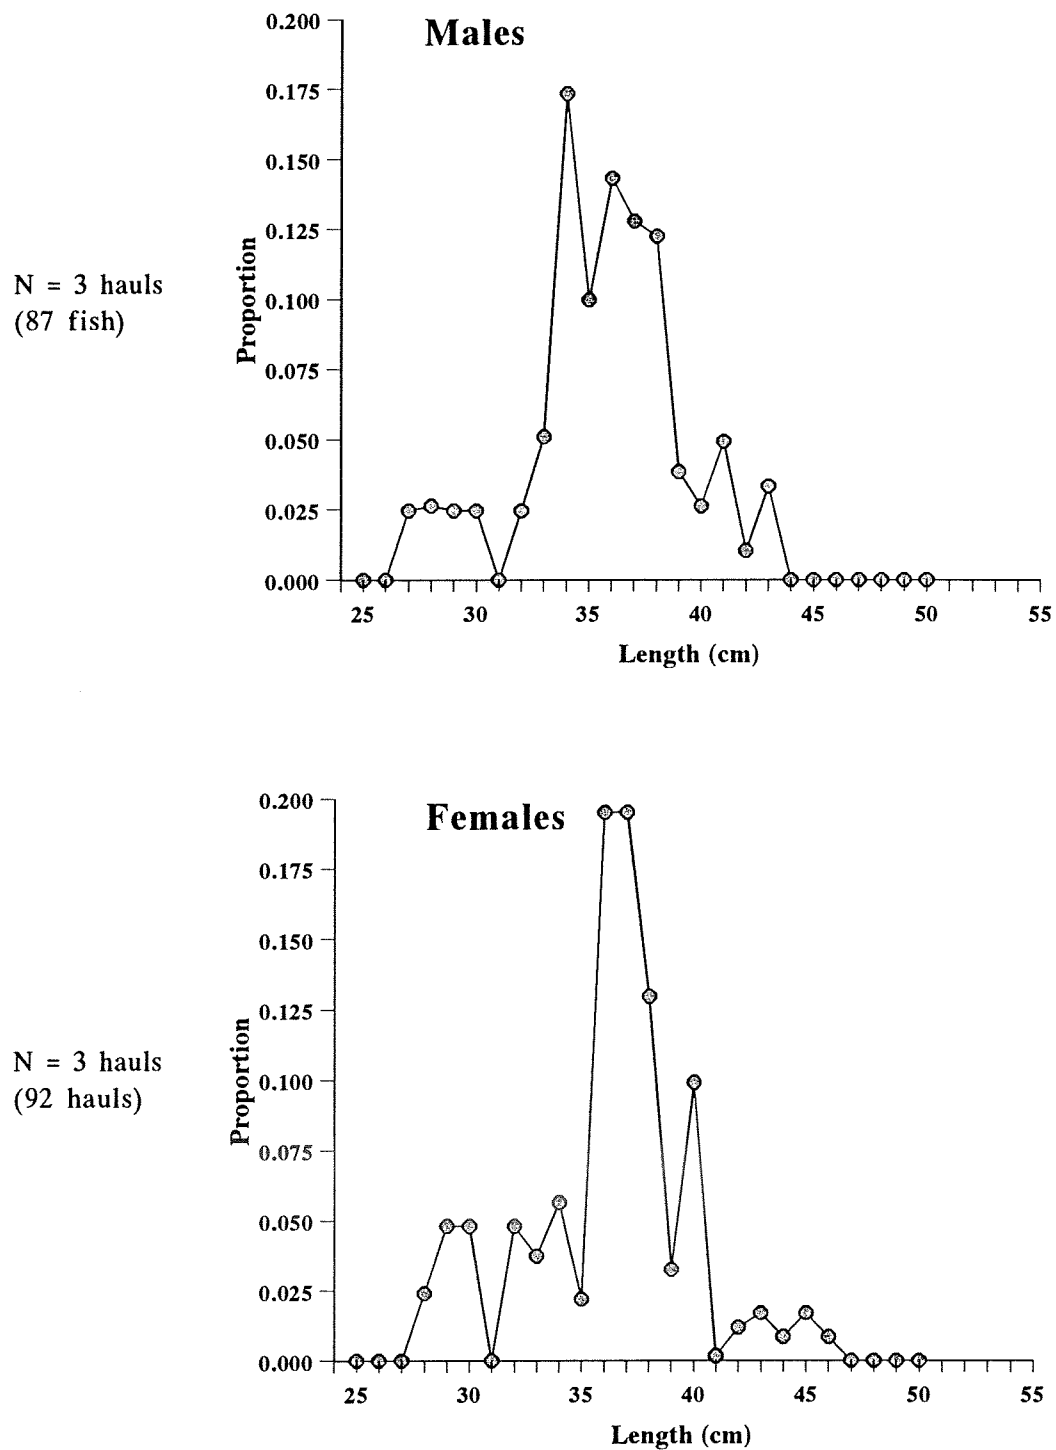 Males
0.200
0.175
0.150
0.125
0.100
0.075
0.050
0.025
0.000
Proportion
N = 3 hauls
(87 fish)
25 30 35 40 45 50 55
Length (cm)
Females
0.200
0.175
0.150
0.125
0.100
0.075
0.050
0.025
0.000
Proportion
N = 3 hauls
(92 hauls)
25 30 35 40 45 50 55
Length (cm)